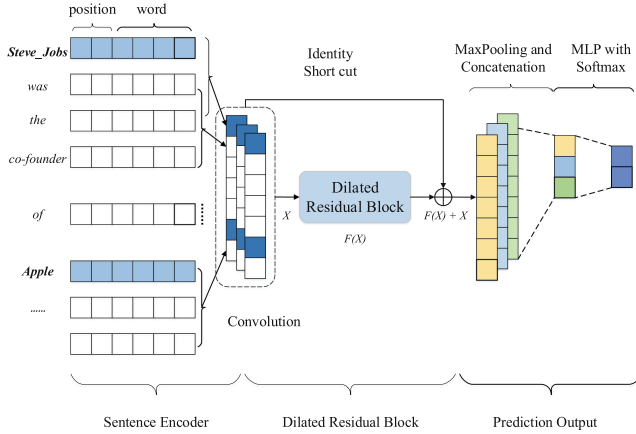 position word
Steve_Jobs
was
the
co-founder
of
Apple
......
Identity
Short cut
MaxPooling and
Concatenation
MLP with
Softmax
X
Dilated
Residual Block
F(X)
F(X) + X
Convolution
Sentence Encoder
Dilated Residual Block
Prediction Output